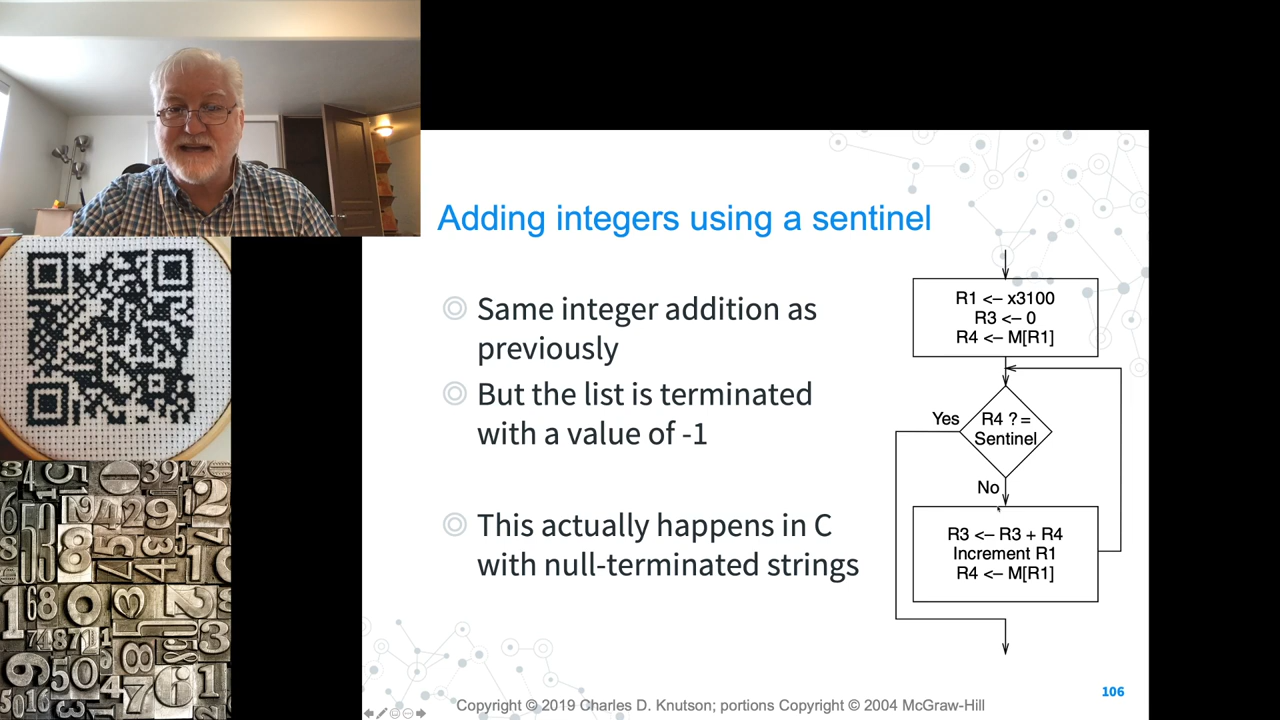 Adding integers using a sentinel
Same integer addition as
previously
But the list is terminated
with a value of -1
This actually happens in C
with null-terminated strings
R1 <– x3100
R3 <– 0
R4 <– M[R1]
Yes
R4 ? =
Sentinel
No
R3 <– R3 + R4
Increment R1
R4 <– M[R1]
106
Copyright © 2019 Charles D. Knutson; portions Copyright © 2004 McGraw-Hill